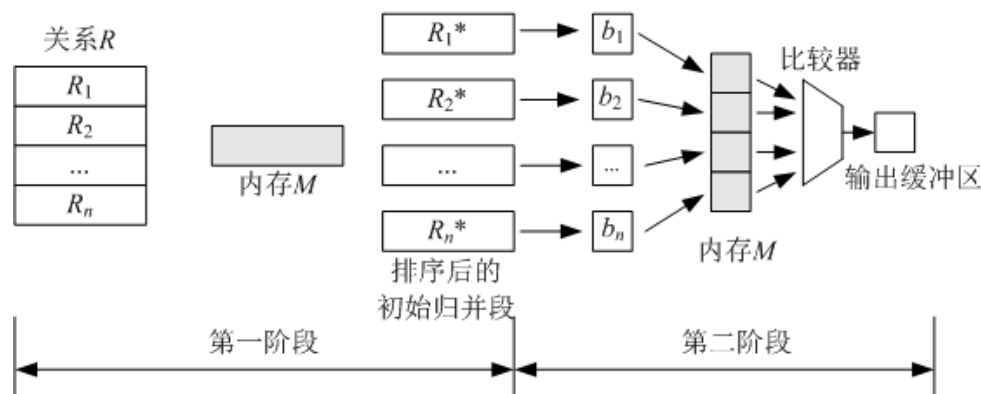 关系R
R1
R2
...
Rn
内存M
R1*
R2*
...
Rn*
排序后的
初始归并段
b1
b2
...
bn
内存M
比较器
输出缓冲区
第一阶段
第二阶段